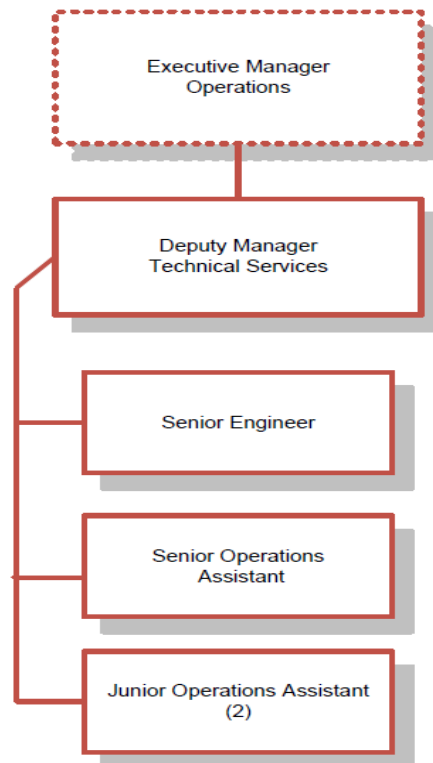 Executive Manager
Operations
Deputy Manager
Technical Services
Senior Engineer
Senior Operations
Assistant
Junior Operations Assistant
(2)